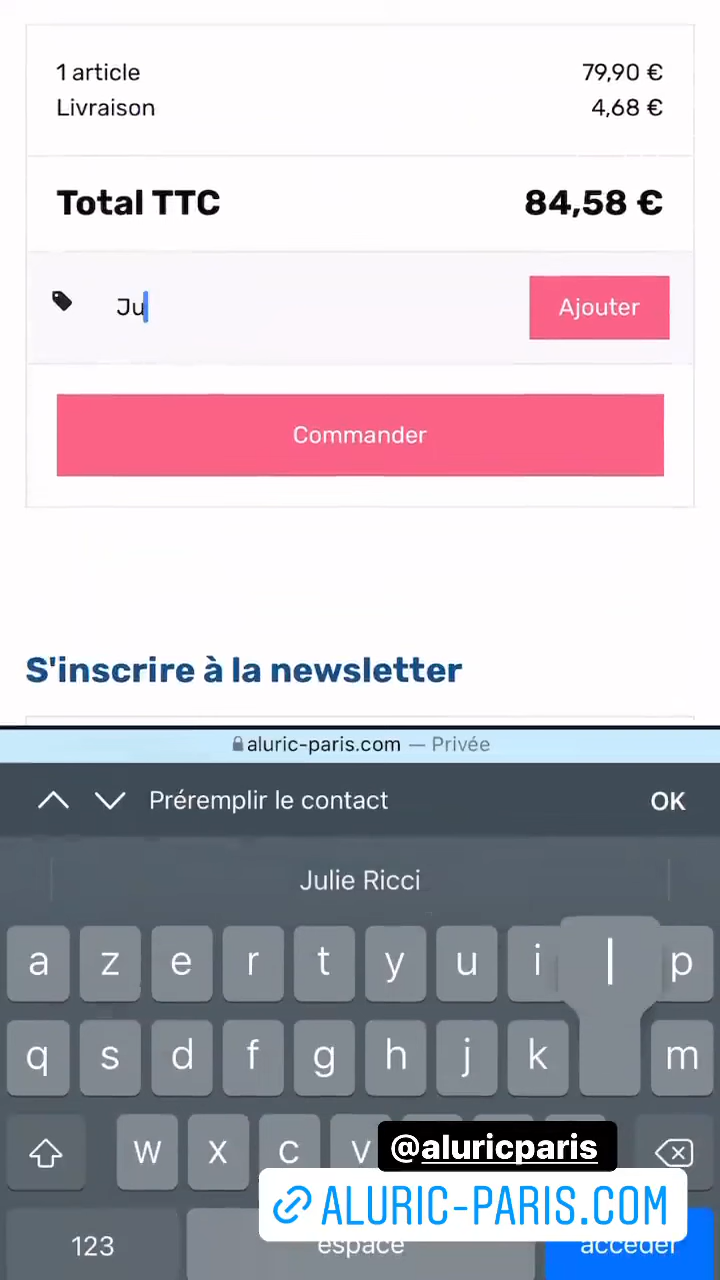 1 article 79,90 €
Livraison 4,68 €
Total TTC 84,58 €
Ju Ajouter
Commander
S'inscrire à la newsletter
aluric-paris.com — Privée
Préremplir le contact OK
Julie Ricci
a z e r t y u i l p
q s d f g h j k m
W X C V
@aluricparis
ALURIC-PARIS.COM
123 espace accéder